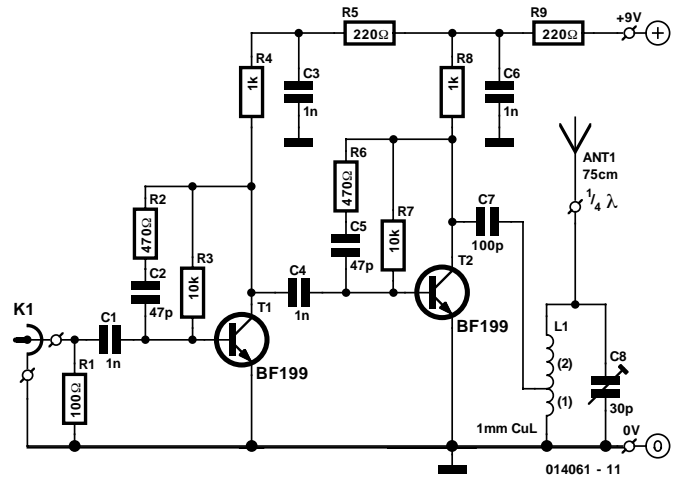 R5
220Ω
R9
220Ω
+9V
+
R4
1k
C3
1n
R8
1k
C6
1n
ANT1
75cm
1/4 λ
R2
470Ω
C2
47p
R3
10k
R6
470Ω
C5
47p
R7
10k
C7
100p
T2
BF199
K1
C1
1n
R1
100Ω
C4
1n
T1
BF199
L1
(2)
(1)
1mm CuL
C8
30p
0V
0
014061 - 11